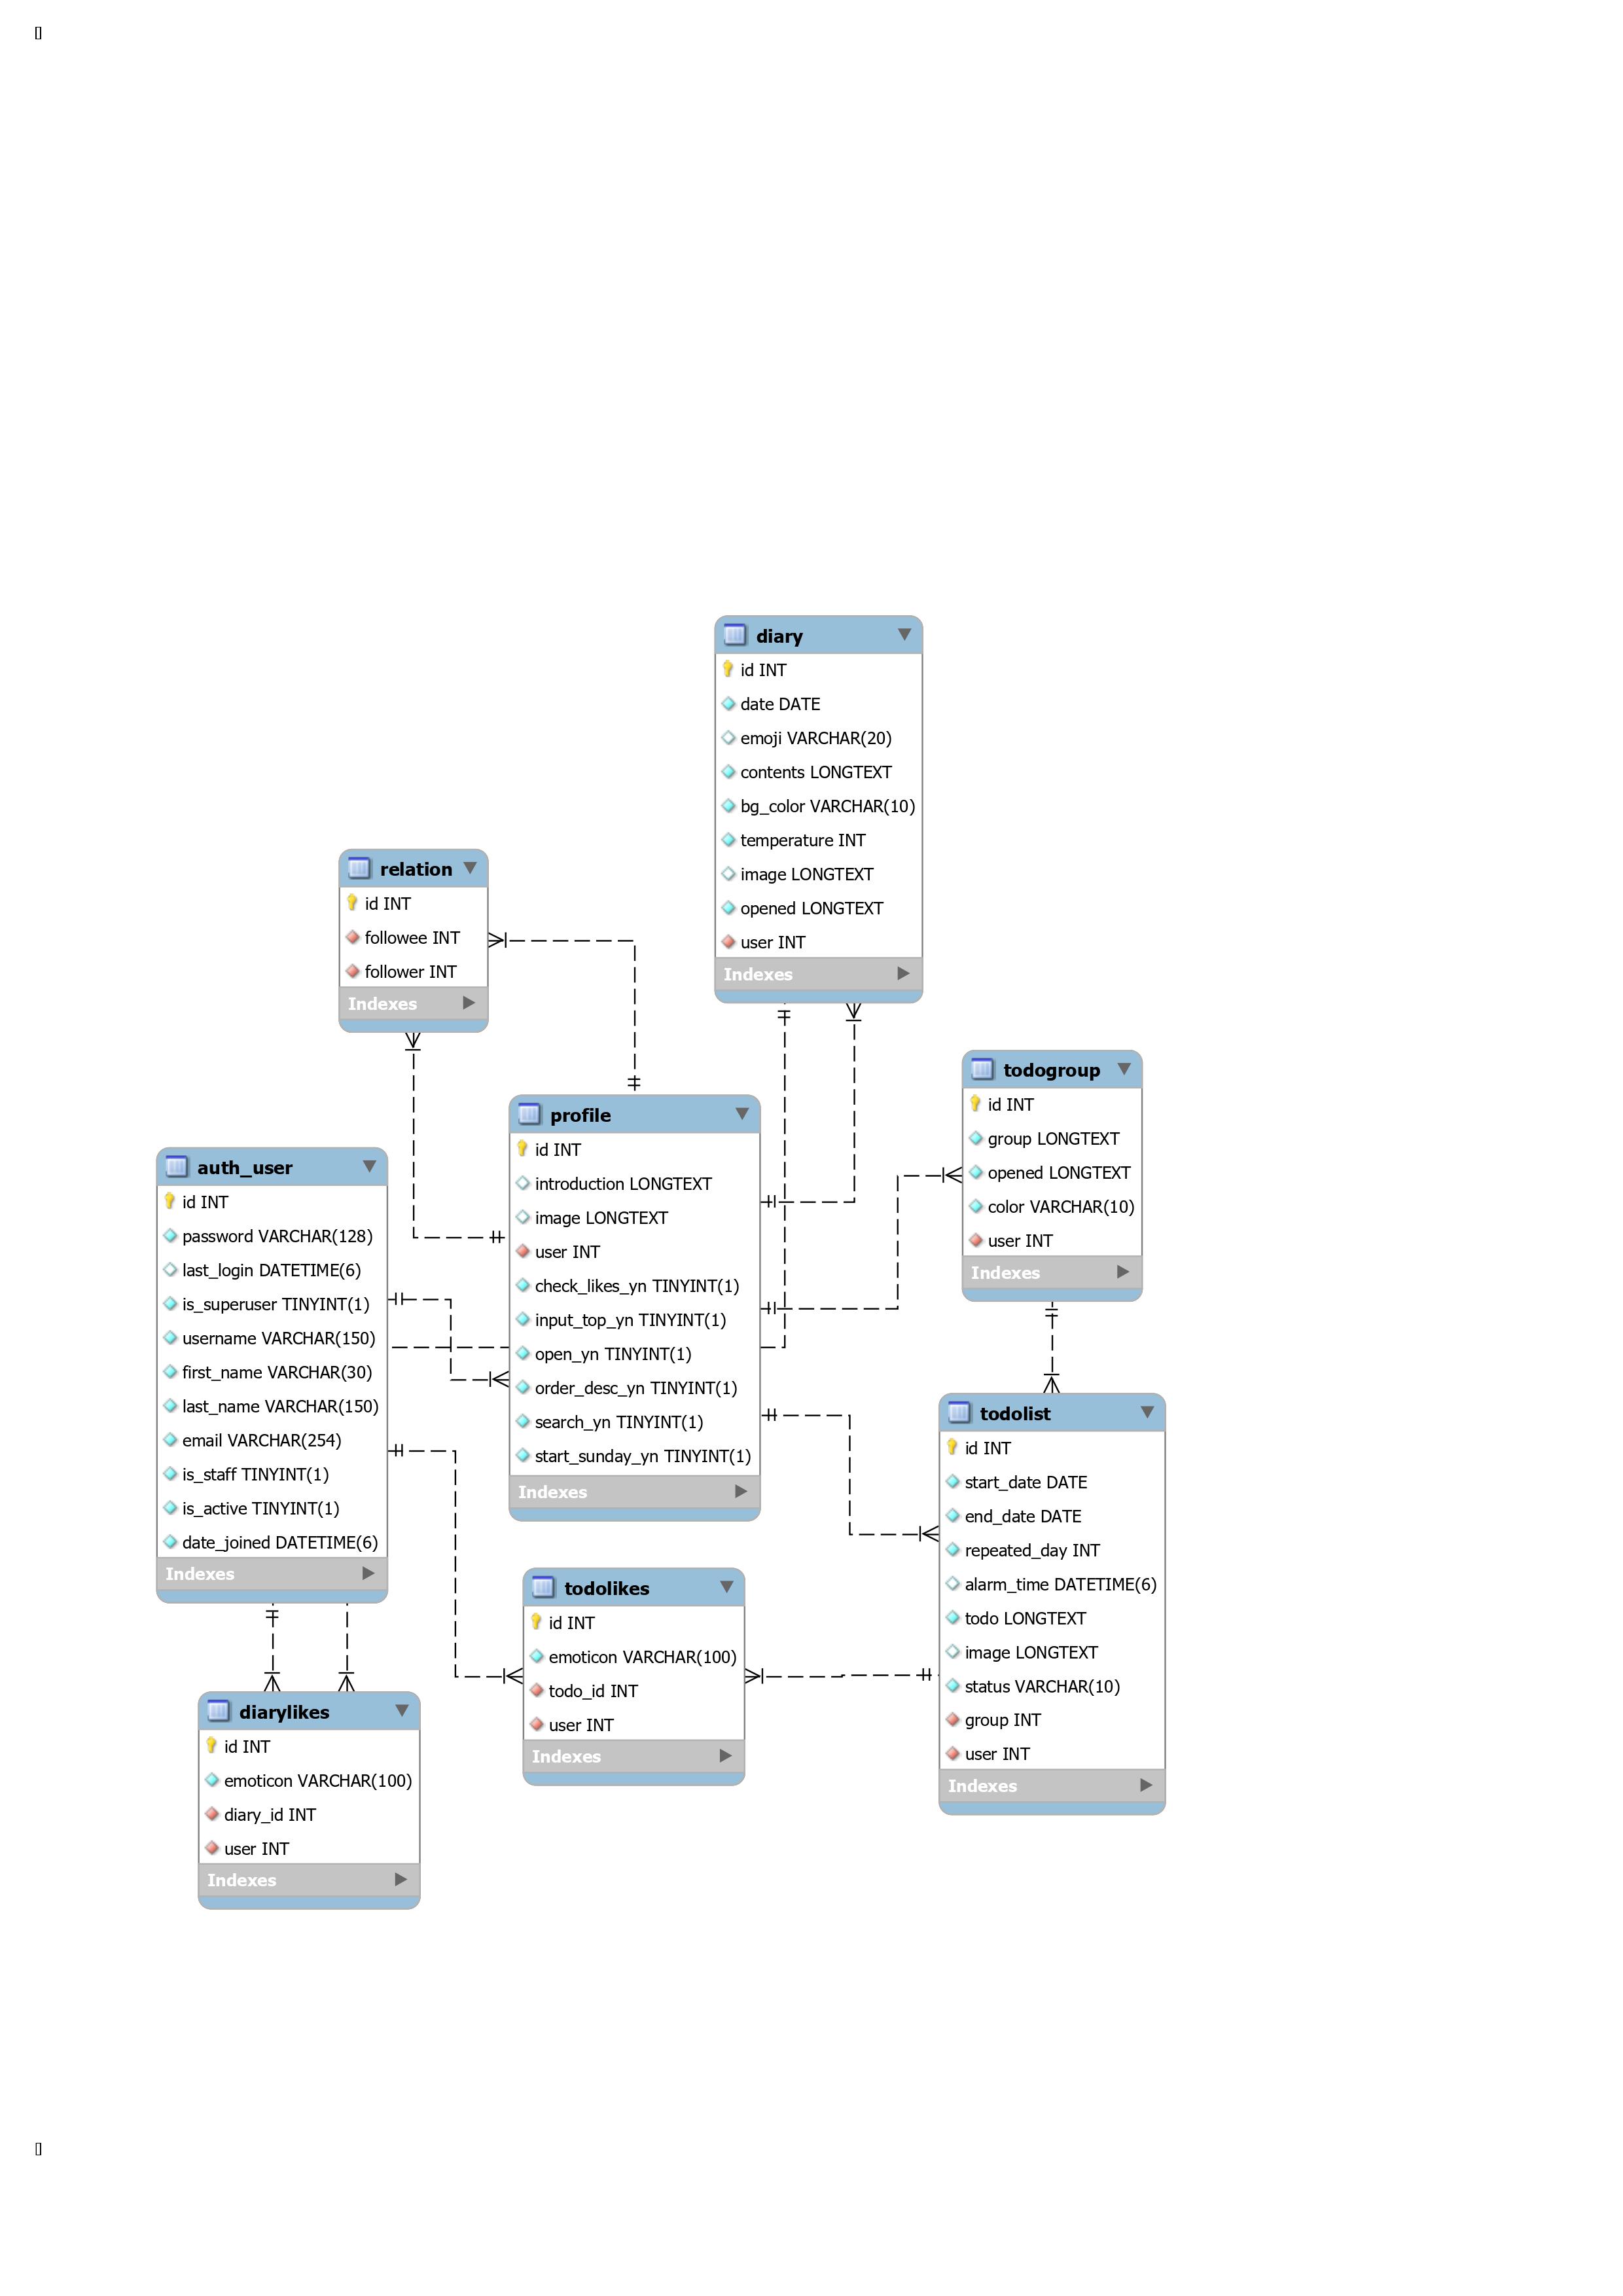 diary
id INT
date DATE
emoji VARCHAR(20)
contents LONGTEXT
bg_color VARCHAR(10)
temperature INT
image LONGTEXT
opened LONGTEXT
user INT
Indexes
relation
id INT
followee INT
follower INT
Indexes
todogroup
id INT
group LONGTEXT
opened LONGTEXT
color VARCHAR(10)
user INT
Indexes
profile
id INT
introduction LONGTEXT
image LONGTEXT
user INT
check_likes_yn TINYINT(1)
input_top_yn TINYINT(1)
open_yn TINYINT(1)
order_desc_yn TINYINT(1)
search_yn TINYINT(1)
start_sunday_yn TINYINT(1)
Indexes
auth_user
id INT
password VARCHAR(128)
last_login DATETIME(6)
is_superuser TINYINT(1)
username VARCHAR(150)
first_name VARCHAR(30)
last_name VARCHAR(150)
email VARCHAR(254)
is_staff TINYINT(1)
is_active TINYINT(1)
date_joined DATETIME(6)
Indexes
todolist
id INT
start_date DATE
end_date DATE
repeated_day INT
alarm_time DATETIME(6)
todo LONGTEXT
image LONGTEXT
status VARCHAR(10)
group INT
user INT
Indexes
todolikes
id INT
emoticon VARCHAR(100)
todo_id INT
user INT
Indexes
diarylikes
id INT
emoticon VARCHAR(100)
diary_id INT
user INT
Indexes